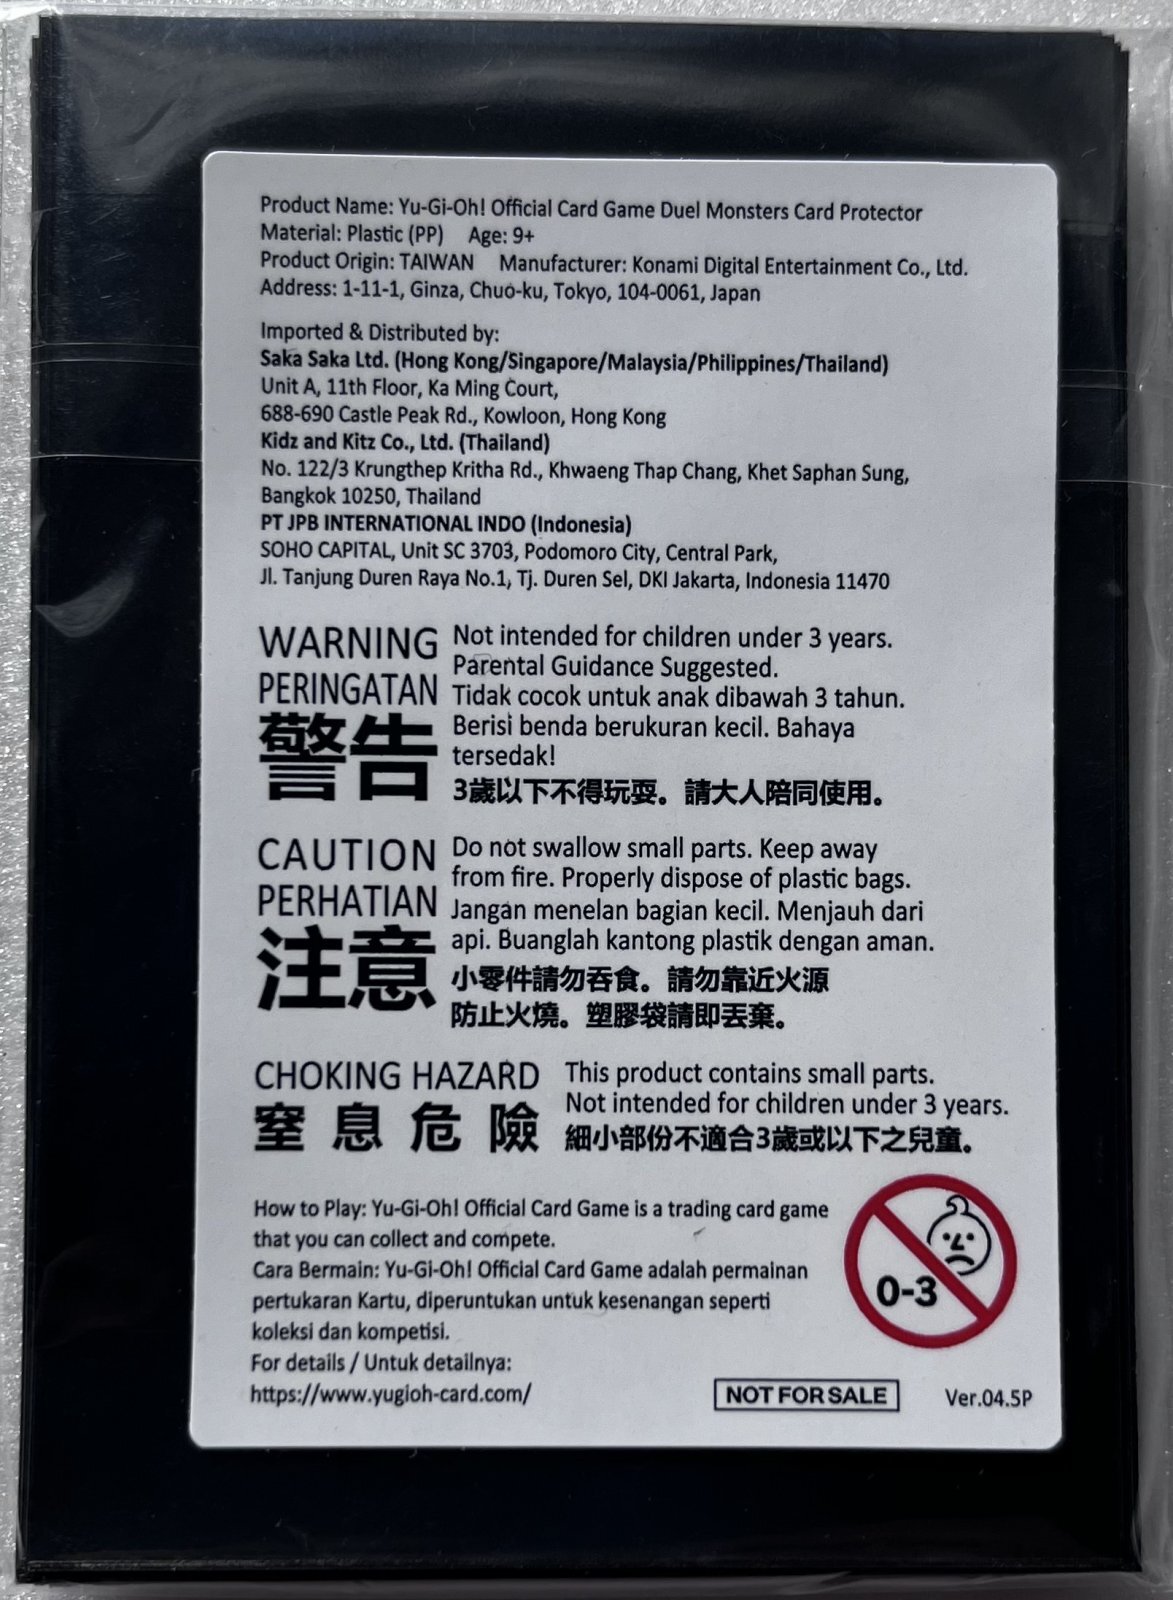 Product Name: Yu-Gi-Oh! Official Card Game Duel Monsters Card Protector
Material: Plastic (PP) Age: 9+
Product Origin: TAIWAN Manufacturer: Konami Digital Entertainment Co., Ltd.
Address: 1-11-1, Ginza, Chuo-ku, Tokyo, 104-0061, Japan
Imported & Distributed by:
Saka Saka Ltd. (Hong Kong/Singapore/Malaysia/Philippines/Thailand)
Unit A, 11th Floor, Ka Ming Court,
688-690 Castle Peak Rd., Kowloon, Hong Kong
Kidz and Kitz Co., Ltd. (Thailand)
No. 122/3 Krungthep Kritha Rd., Khwaeng Thap Chang, Khet Saphan Sung,
Bangkok 10250, Thailand
PT JPB INTERNATIONAL INDO (Indonesia)
SOHO CAPITAL, Unit SC 3703, Podomoro City, Central Park,
Jl. Tanjung Duren Raya No.1, Tj. Duren Sel, DKI Jakarta, Indonesia 11470
WARNING
PERINGATAN
警告
Not intended for children under 3 years.
Parental Guidance Suggested.
Tidak cocok untuk anak dibawah 3 tahun.
Berisi benda berukuran kecil. Bahaya
tersedak!
3歲以下不得玩耍。請大人陪同使用。
CAUTION
PERHATIAN
注意
Do not swallow small parts. Keep away
from fire. Properly dispose of plastic bags.
Jangan menelan bagian kecil. Menjauh dari
api. Buanglah kantong plastik dengan aman.
小零件請勿吞食。請勿靠近火源
防止火燒。塑膠袋請即丟棄。
CHOKING HAZARD
窒息危險
This product contains small parts.
Not intended for children under 3 years.
細小部份不適合3歲或以下之兒童。
How to Play: Yu-Gi-Oh! Official Card Game is a trading card game
that you can collect and compete.
Cara Bermain: Yu-Gi-Oh! Official Card Game adalah permainan
pertukaran Kartu, diperuntukan untuk kesenangan seperti
koleksi dan kompetisi.
For details / Untuk detailnya:
https://www.yugioh-card.com/
0-3
NOT FOR SALE
Ver.04.5P